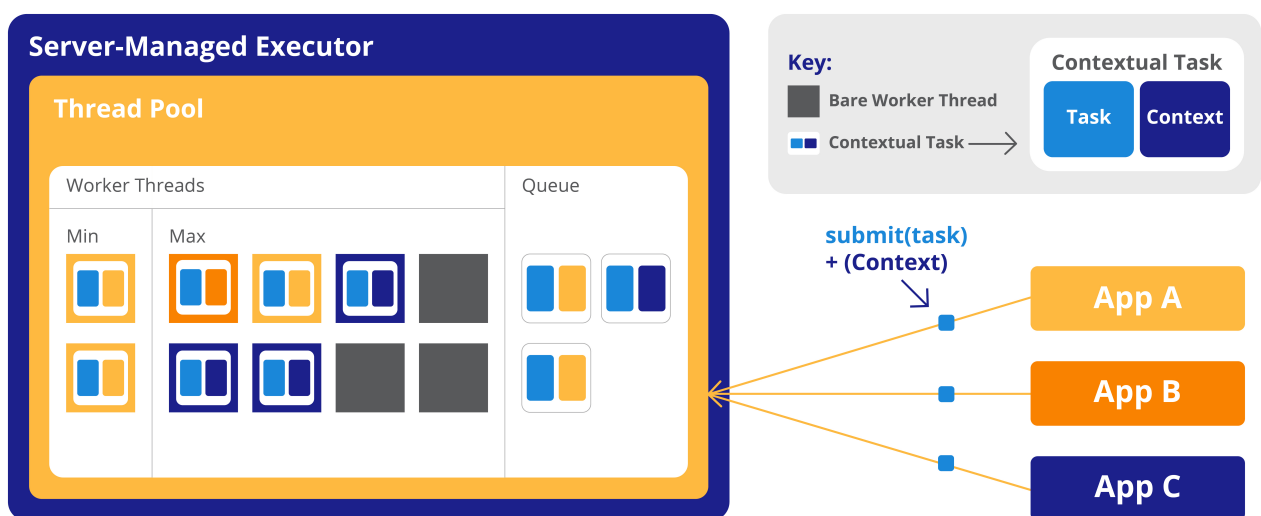 Server-Managed Executor
Thread Pool
Worker Threads
Queue
Min
Max
Key:
Bare Worker Thread
Contextual Task
Contextual Task
Task
Context
submit(task)
+ (Context)
App A
App B
App C